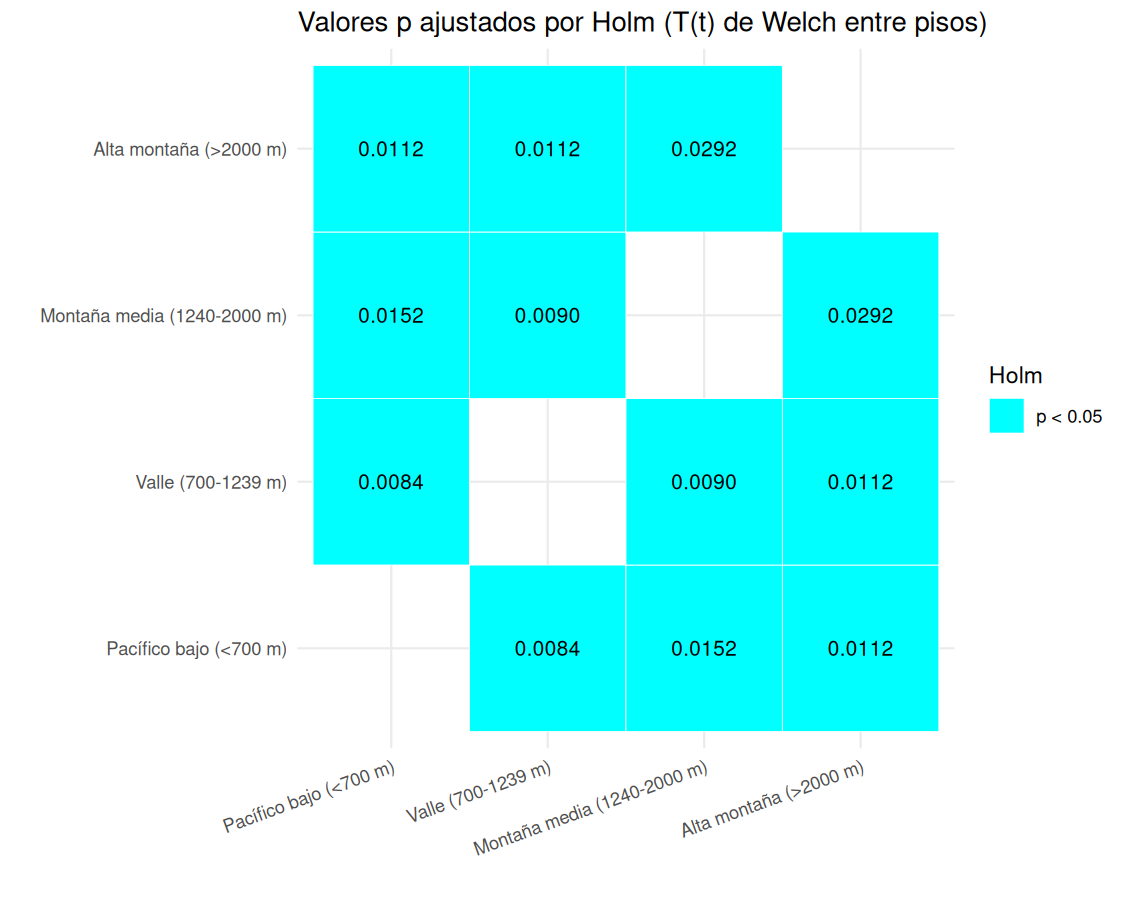 Valores p ajustados por Holm (T(t) de Welch entre pisos)
Alta montaña (>2000 m) 0.0112 0.0112 0.0292
Montaña media (1240-2000 m) 0.0152 0.0090 0.0292
Valle (700-1239 m) 0.0084 0.0090 0.0112
Pacífico bajo (<700 m) 0.0084 0.0152 0.0112
Pacífico bajo (<700 m)
Valle (700-1239 m)
Montaña media (1240-2000 m)
Alta montaña (>2000 m)
Holm
p < 0.05